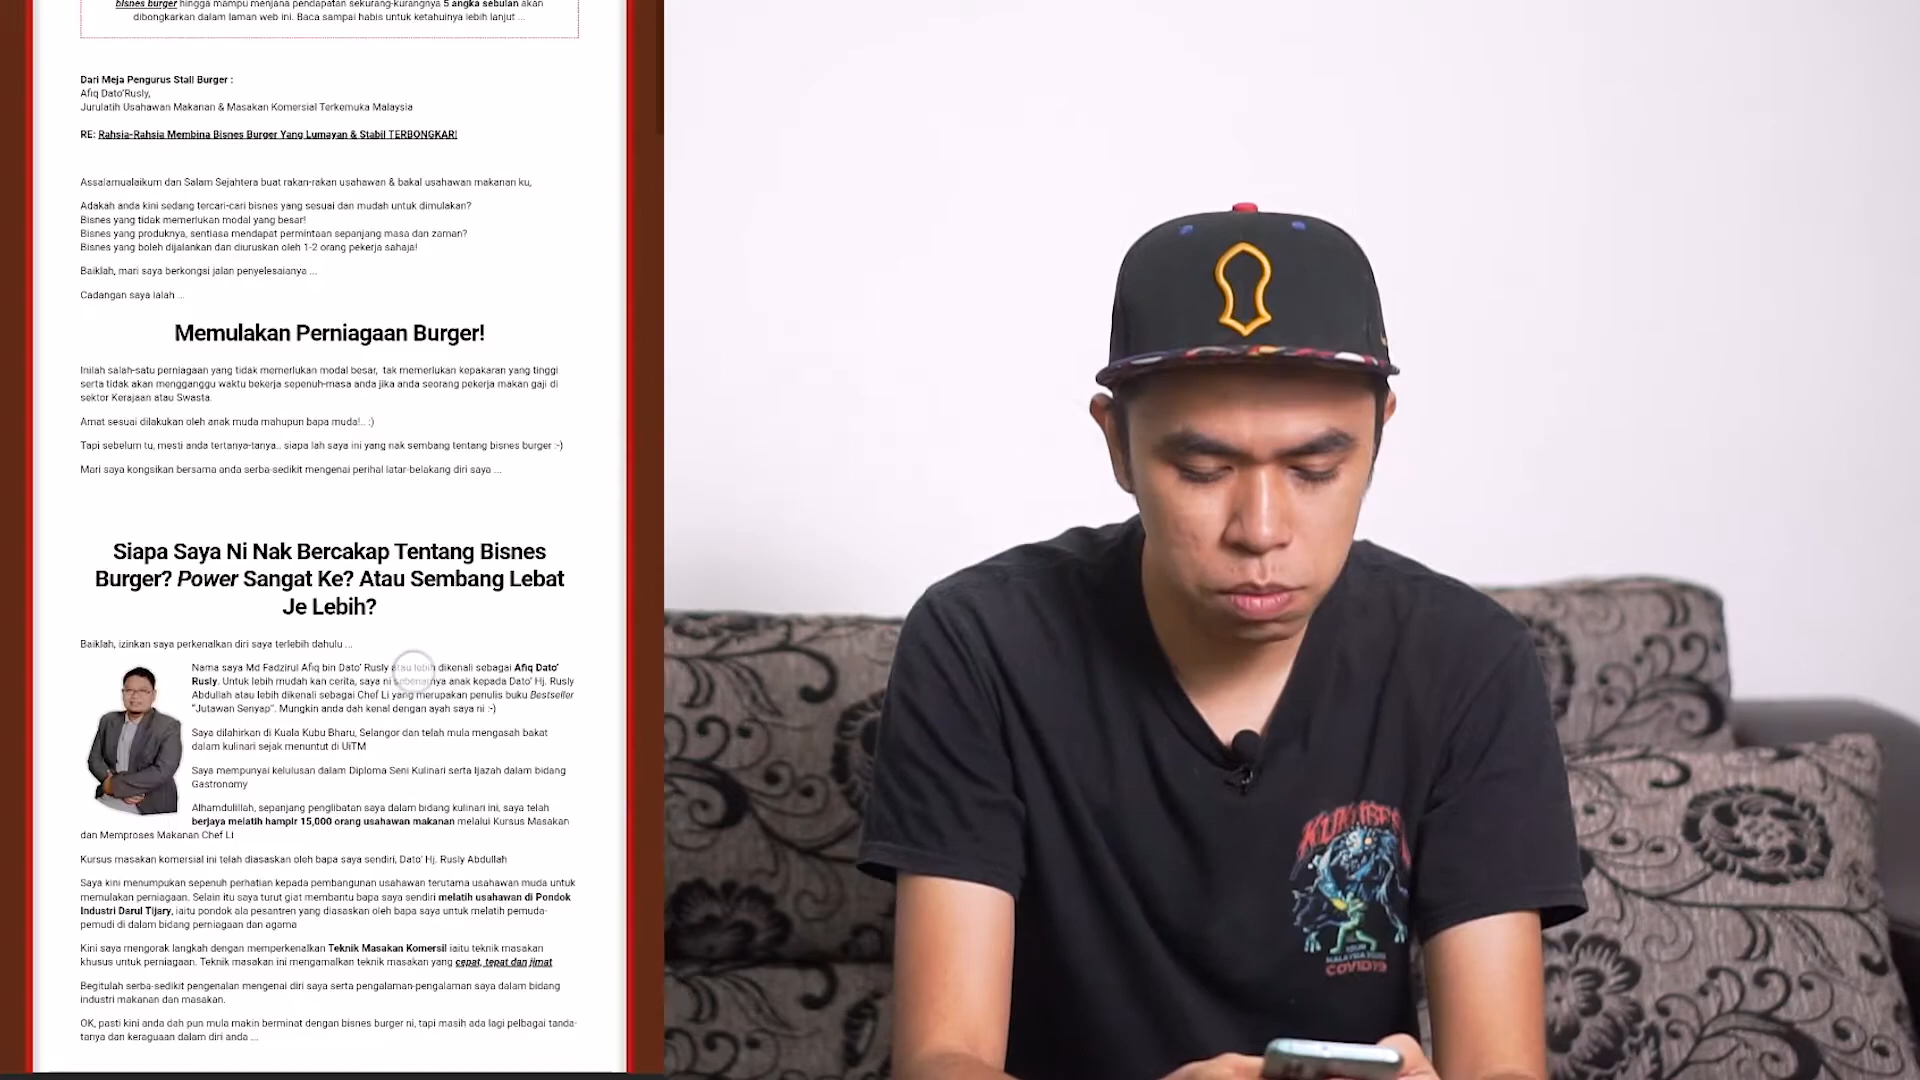 bisnes burger hingga mampu menjana pendapatan sekurang-kurangnya 5 angka sebulan akan
dibongkarkan dalam laman web ini. Baca sampai habis untuk ketahuinya lebih lanjut ...
Dari Meja Pengurus Stall Burger :
Afiq Dato'Rusly,
Jurulatih Usahawan Makanan & Masakan Komersial Terkemuka Malaysia
RE: Rahsia-Rahsia Membina Bisnes Burger Yang Lumayan & Stabil TERBONGKAR!
Assalamualaikum dan Salam Sejahtera buat rakan-rakan usahawan & bakal usahawan makanan ku,
Adakah anda kini sedang tercari-cari bisnes yang sesuai dan mudah untuk dimulakan?
Bisnes yang tidak memerlukan modal yang besar!
Bisnes yang produknya, sentiasa mendapat permintaan sepanjang masa dan zaman?
Bisnes yang boleh dijalankan dan diuruskan oleh 1-2 orang pekerja sahaja!
Baiklah, mari saya berkongsi jalan penyelesaianya ...
Cadangan saya ialah ...
Memulakan Perniagaan Burger!
Inilah salah-satu perniagaan yang tidak memerlukan modal besar, tak memerlukan kepakaran yang tinggi
serta tidak akan mengganggu waktu bekerja sepenuh-masa anda jika anda seorang pekerja makan gaji di
sektor Kerajaan atau Swasta.
Amat sesuai dilakukan oleh anak muda mahupun bapa muda!.. :)
Tapi sebelum tu, mesti anda tertanya-tanya.. siapa lah saya ini yang nak sembang tentang bisnes burger :-)
Mari saya kongsikan bersama anda serba-sedikit mengenai perihal latar-belakang diri saya ...
Siapa Saya Ni Nak Bercakap Tentang Bisnes
Burger? Power Sangat Ke? Atau Sembang Lebat
Je Lebih?
Baiklah, izinkan saya perkenalkan diri saya terlebih dahulu ...
Nama saya Md Fadzirul Afiq bin Dato' Rusly atau lebih dikenali sebagai Afiq Dato'
Rusly. Untuk lebih mudah kan cerita, saya ni sebenarnya anak kepada Dato' Hj. Rusly
Abdullah atau lebih dikenali sebagai Chef Li yang merupakan penulis buku Bestseller
"Jutawan Senyap". Mungkin anda dah kenal dengan ayah saya ni :-)
Saya dilahirkan di Kuala Kubu Bharu, Selangor dan telah mula mengasah bakat
dalam kulinari sejak menuntut di UiTM
Saya mempunyai kelulusan dalam Diploma Seni Kulinari serta Ijazah dalam bidang
Gastronomy
Alhamdulillah, sepanjang penglibatan saya dalam bidang kulinari ini, saya telah
berjaya melatih hampir 15,000 orang usahawan makanan melalui Kursus Masakan
dan Memproses Makanan Chef Li
Kursus masakan komersial ini telah diasaskan oleh bapa saya sendiri, Dato' Hj. Rusly Abdullah
Saya kini menumpukan sepenuh perhatian kepada pembangunan usahawan terutama usahawan muda untuk
memulakan perniagaan. Selain itu saya turut giat membantu bapa saya sendiri melatih usahawan di Pondok
Industri Darul Tijary, iaitu pondok ala pesantren yang diasaskan oleh bapa saya untuk melatih pemuda-
pemudi di dalam bidang perniagaan dan agama
Kini saya mengorak langkah dengan memperkenalkan Teknik Masakan Komersil iaitu teknik masakan
khusus untuk perniagaan. Teknik masakan ini mengamalkan teknik masakan yang cepat, tepat dan jimat
Begitulah serba-sedikit pengenalan mengenai diri saya serta pengalaman-pengalaman saya dalam bidang
industri makanan dan masakan.
OK, pasti kini anda dah pun mula makin berminat dengan bisnes burger ni, tapi masih ada lagi pelbagai tanda-
tanya dan keraguaan dalam diri anda ...
COVID19